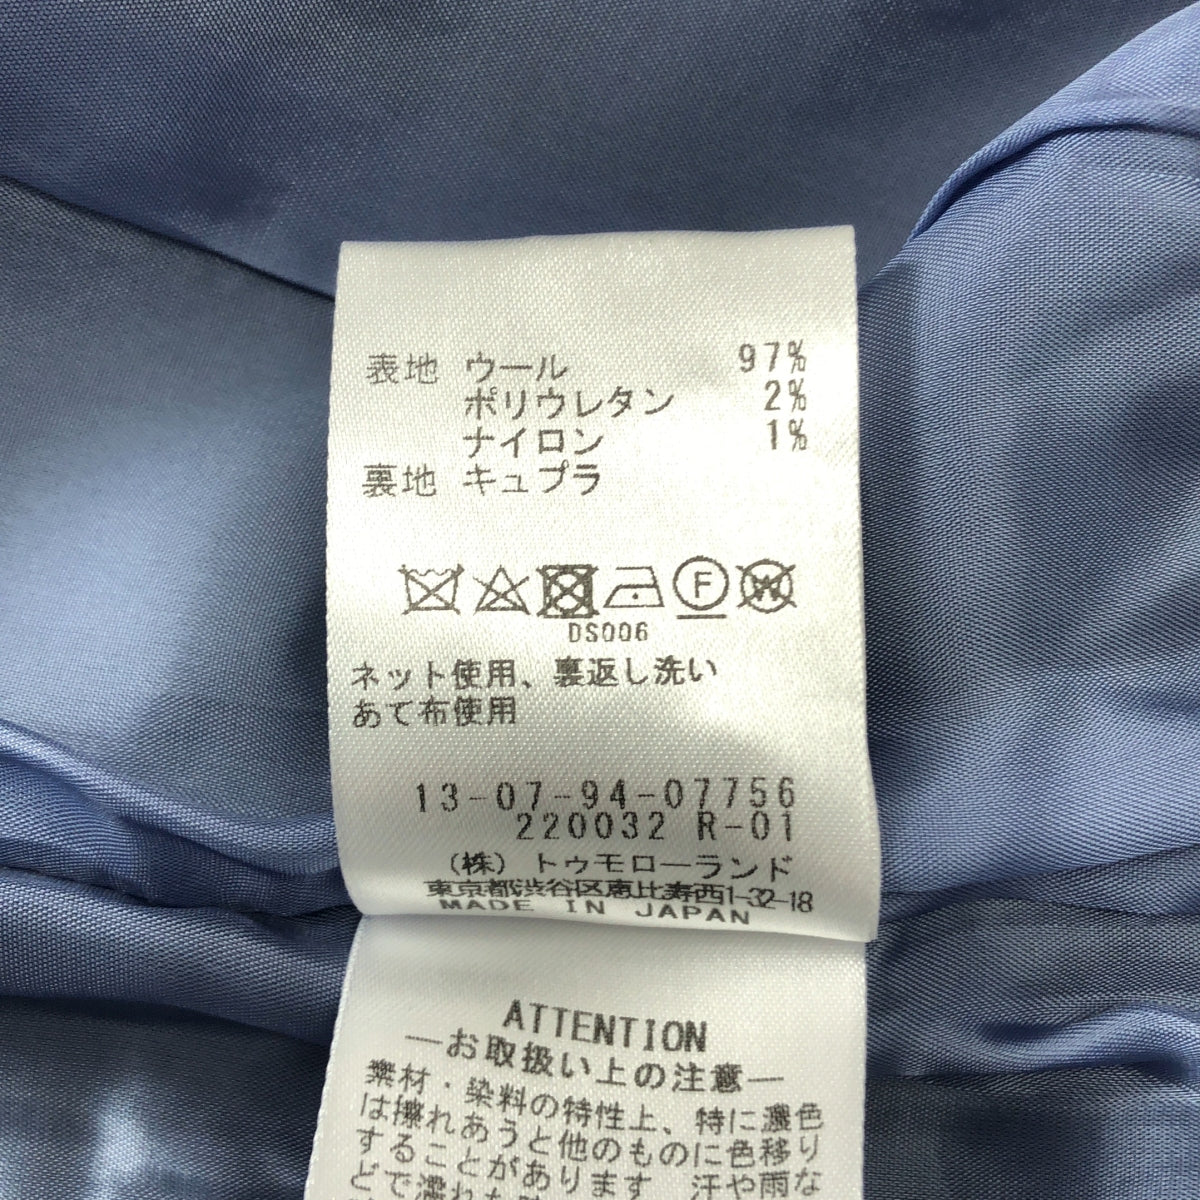 表地 ウール 97%
ポリウレタン 2%
ナイロン 1%
裏地 キュプラ
F W
DS006
ネット使用、裏返し洗い
あて布使用
13-07-94-07756
220032 R-01
(株) トゥモローランド
東京都渋谷区恵比寿西1-32-18
MADE IN JAPAN
ATTENTION
―お取扱い上の注意―
素材・染料の特性上、特に濃色
は擦れあうと他のものに色移り
することがあります 汗や雨な
どで濡れた